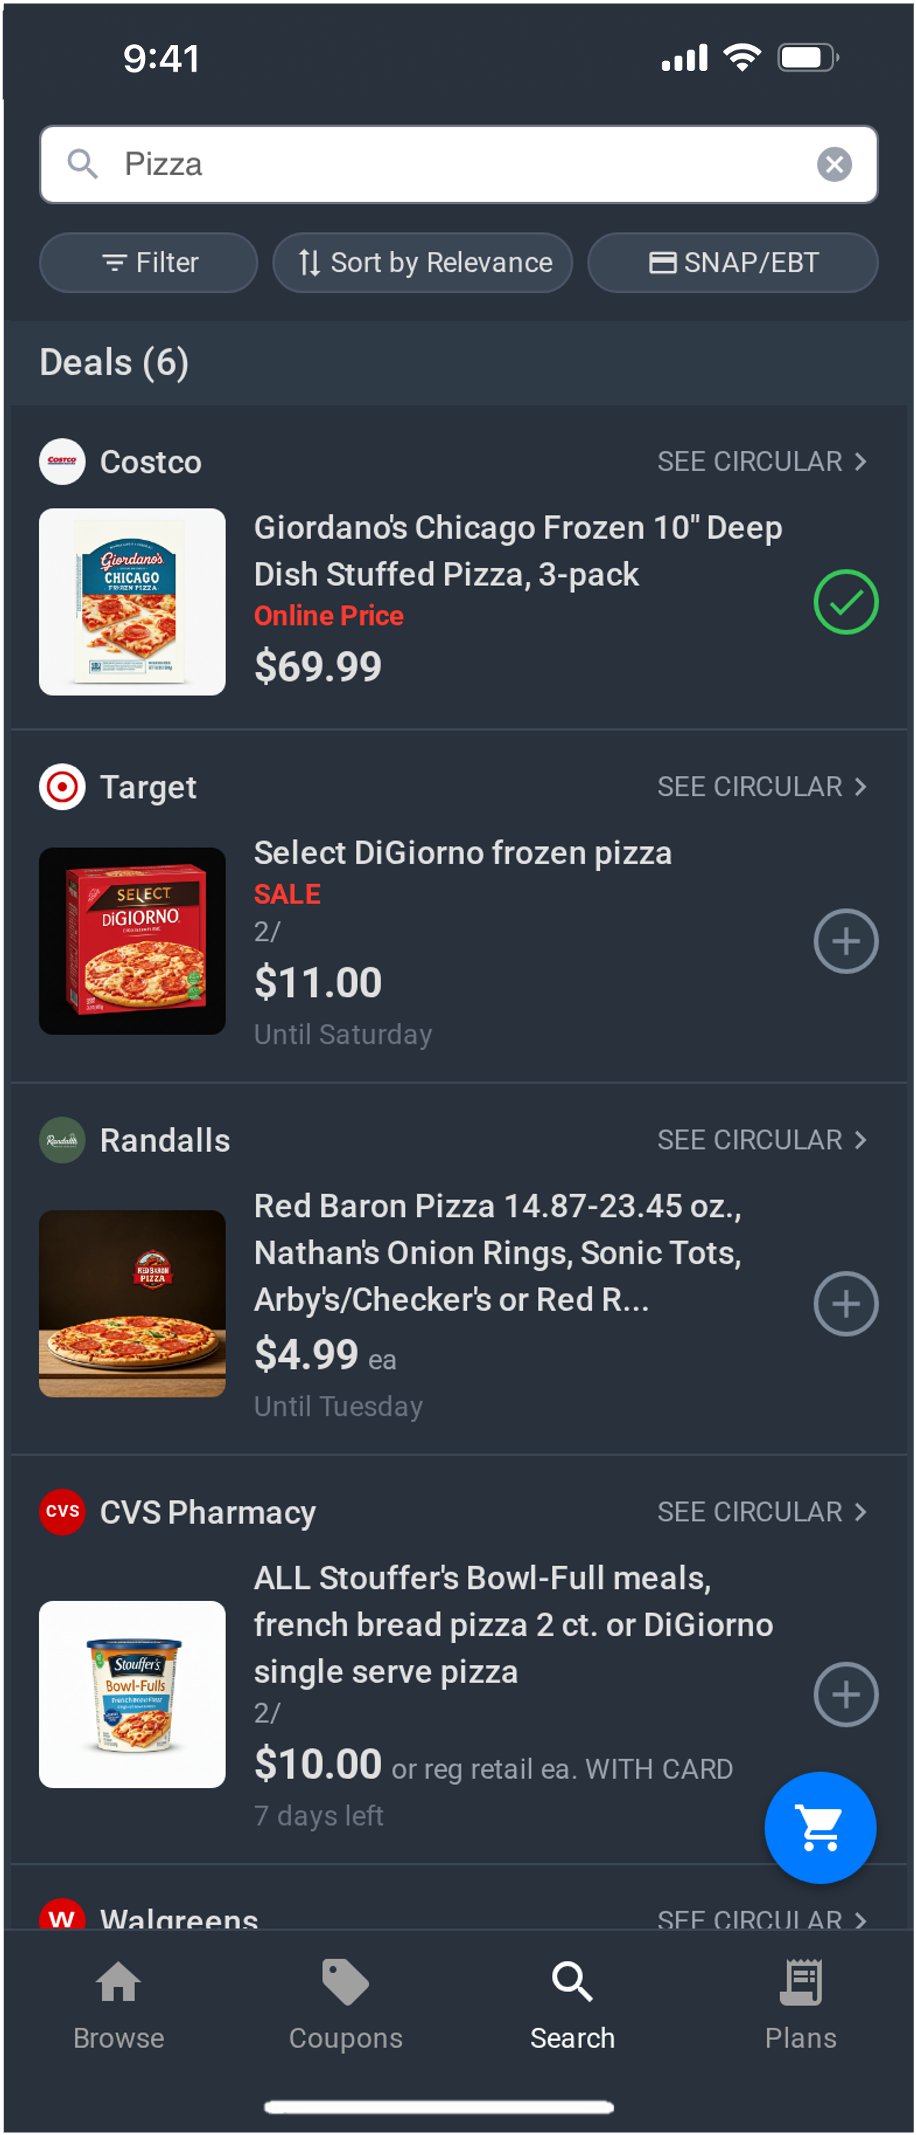 9:41
Pizza
Filter
Sort by Relevance
SNAP/EBT
Deals (6)
COSTCO
Costco
SEE CIRCULAR
Giordano's
CHICAGO
FROZEN PIZZA
Giordano's Chicago Frozen 10" Deep
Dish Stuffed Pizza, 3-pack
Online Price
$69.99
Target
SEE CIRCULAR
SELECT
DiGIORNO
Select DiGiorno frozen pizza
SALE
2/
$11.00
Until Saturday
Randalls
Randalls
SEE CIRCULAR
RED BARON
PIZZA
Red Baron Pizza 14.87-23.45 oz.,
Nathan's Onion Rings, Sonic Tots,
Arby's/Checker's or Red R...
$4.99 ea
Until Tuesday
CVS
CVS Pharmacy
SEE CIRCULAR
Stouffer's
Bowl-Fulls
ALL Stouffer's Bowl-Full meals,
french bread pizza 2 ct. or DiGiorno
single serve pizza
2/
$10.00 or reg retail ea. WITH CARD
7 days left
W
Walgreens
SEE CIRCULAR
Browse
Coupons
Search
Plans